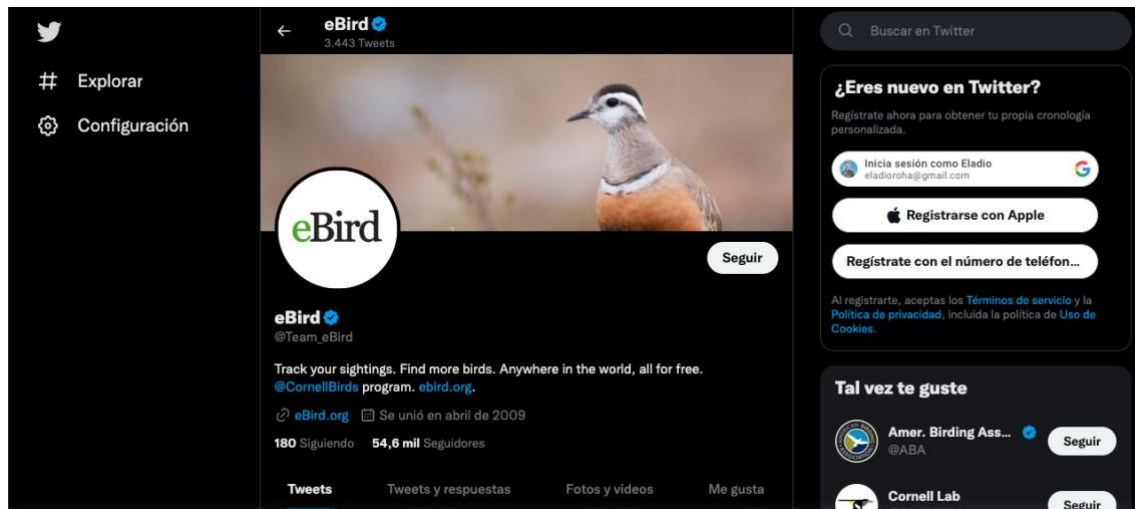 Explorar
Configuración
eBird
3.443 Tweets
eBird
Seguir
eBird
@Team_eBird
Track your sightings. Find more birds. Anywhere in the world, all for free.
@CornellBirds program. ebird.org.
eBird.org Se unió en abril de 2009
180 Siguiendo 54,6 mil Seguidores
Tweets Tweets y respuestas Fotos y videos Me gusta
Buscar en Twitter
¿Eres nuevo en Twitter?
Regístrate ahora para obtener tu propia cronología
personalizada.
Inicia sesión como Eladio
eladioroha@gmail.com
Registrarse con Apple
Regístrate con el número de teléfon...
Al registrarte, aceptas los Términos de servicio y la
Política de privacidad, incluida la política de Uso de
Cookies.
Tal vez te guste
Amer. Birding Ass...
@ABA
Seguir
Cornell Lab
Seguir